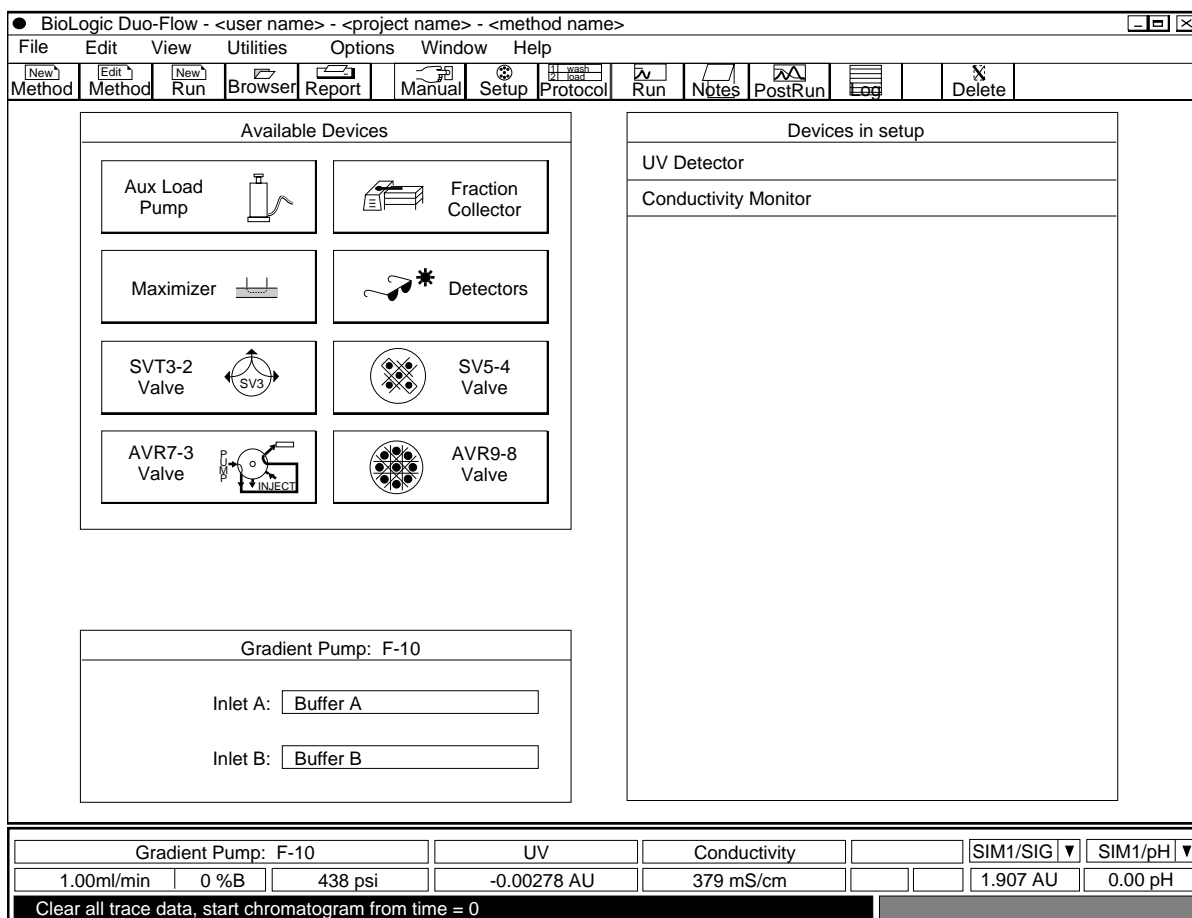 BioLogic Duo-Flow - <user name> - <project name> - <method name>
File Edit View Utilities Options Window Help
New Method
Edit Method
New Run
Browser
Report
Manual
Setup
1 wash 2 load Protocol
Run
Notes
PostRun
Log
X Delete
Available Devices
Aux Load Pump
Fraction Collector
Maximizer
Detectors
SVT3-2 Valve
SV3
SV5-4 Valve
AVR7-3 Valve
PUMP
INJECT
AVR9-8 Valve
Devices in setup
UV Detector
Conductivity Monitor
Gradient Pump: F-10
Inlet A: Buffer A
Inlet B: Buffer B
Gradient Pump: F-10 UV Conductivity SIM1/SIG SIM1/pH
1.00ml/min 0 %B 438 psi -0.00278 AU 379 mS/cm 1.907 AU 0.00 pH
Clear all trace data, start chromatogram from time = 0